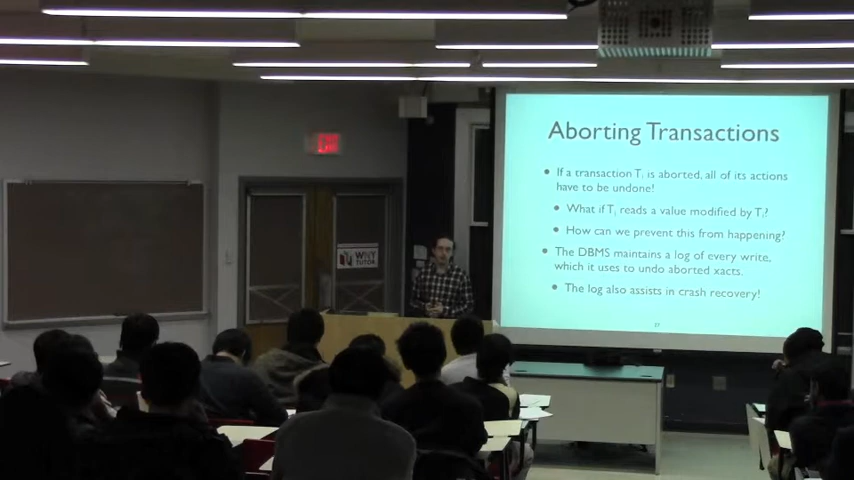 Aborting Transactions
• If a transaction Ti is aborted, all of its actions
have to be undone!
• What if Tj reads a value modified by Ti?
• How can we prevent this from happening?
• The DBMS maintains a log of every write,
which it uses to undo aborted xacts.
• The log also assists in crash recovery!
WNY
TUTOR